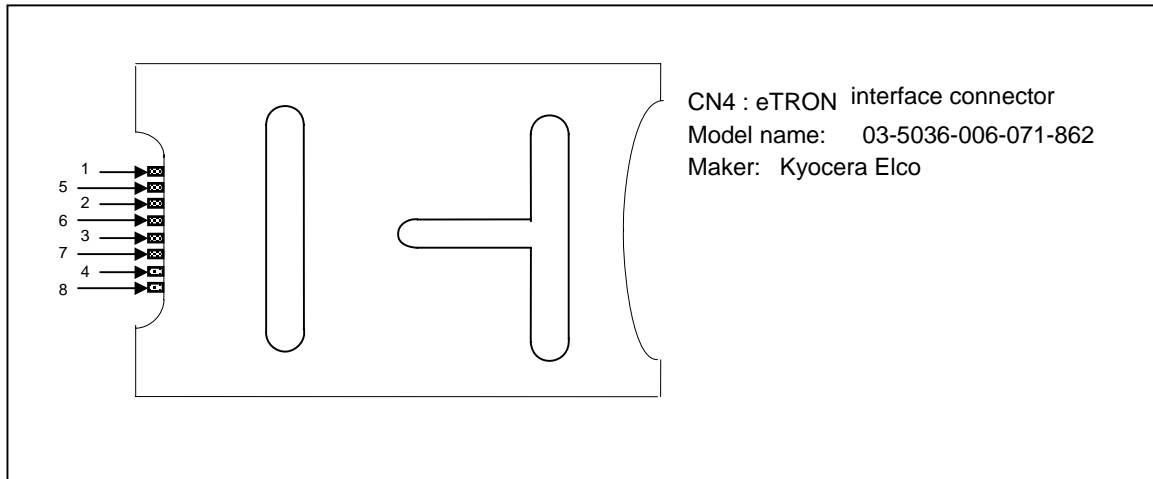 CN4 : eTRON interface connector
Model name: 03-5036-006-071-862
Maker: Kyocera Elco
1
5
2
6
3
7
4
8